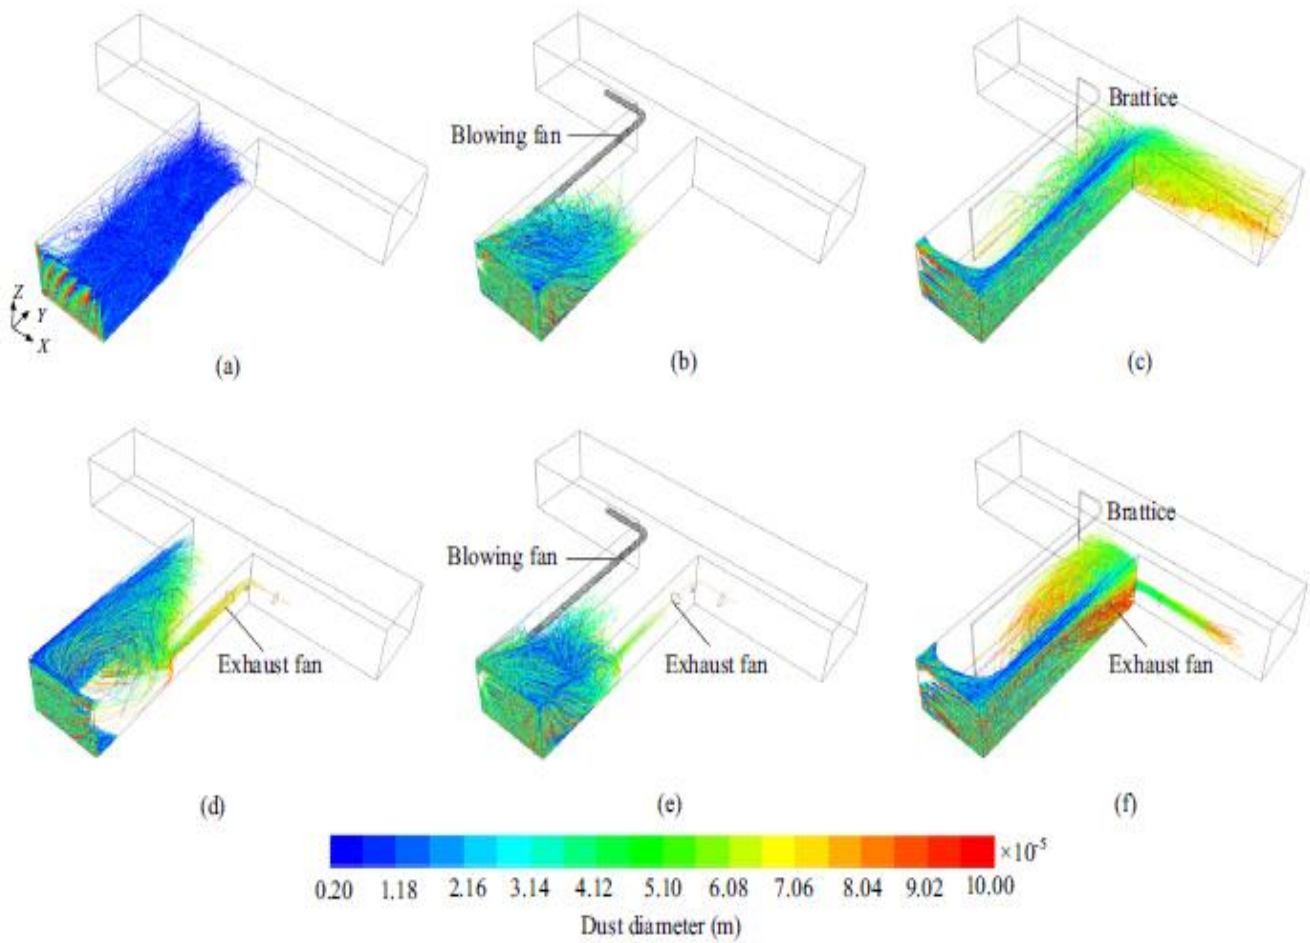 Brattice
Blowing fan
Z
Y
X
(a)
(b)
(c)
Brattice
Blowing fan
Exhaust fan
Exhaust fan
Exhaust fan
(d)
(e)
(f)
×10-5
0.20 1.18 2.16 3.14 4.12 5.10 6.08 7.06 8.04 9.02 10.00
Dust diameter (m)